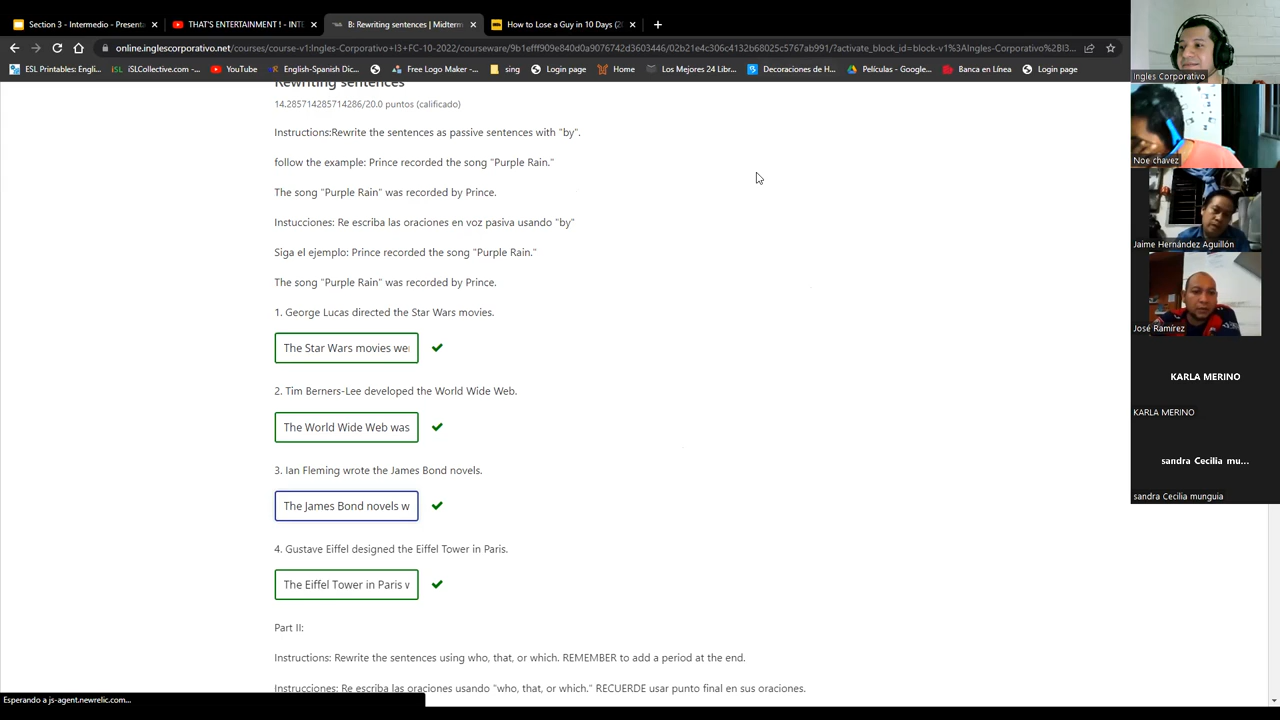 Section 3 - Intermedio - Present
THAT'S ENTERTAINMENT ! - INTE
B: Rewriting sentences | Midterm
How to Lose a Guy in 10 Days (2
online.inglescorporativo.net/courses/course-v1:Ingles-Corporativo+I3+FC-10-2022/courseware/9b1efff909e840d0a9076742d3603446/02b21e4c306c4132b68025c5767ab991/?activate_block_id=block-v1%3AIngles-Corporativo%2BI3...
ESL Printables: Engli...
iSLCollective.com -...
YouTube
English-Spanish Dic...
Free Logo Maker -...
sing
Login page
Home
Los Mejores 24 Libr...
Decoraciones de H...
Películas - Google...
Banca en Línea
Login page
Rewriting sentences
14.285714285714286/20.0 puntos (calificado)
Instructions:Rewrite the sentences as passive sentences with "by".
follow the example: Prince recorded the song "Purple Rain."
The song "Purple Rain" was recorded by Prince.
Instucciones: Re escriba las oraciones en voz pasiva usando "by"
Siga el ejemplo: Prince recorded the song "Purple Rain."
The song "Purple Rain" was recorded by Prince.
1. George Lucas directed the Star Wars movies.
The Star Wars movies we
2. Tim Berners-Lee developed the World Wide Web.
The World Wide Web was
3. Ian Fleming wrote the James Bond novels.
The James Bond novels w
4. Gustave Eiffel designed the Eiffel Tower in Paris.
The Eiffel Tower in Paris w
Part II:
Instructions: Rewrite the sentences using who, that, or which. REMEMBER to add a period at the end.
Instrucciones: Re escriba las oraciones usando "who, that, or which." RECUERDE usar punto final en sus oraciones.
Esperando a js-agent.newrelic.com...
Ingles Corporativo
Noe chavez
Jaime Hernández Aguillón
José Ramírez
KARLA MERINO
KARLA MERINO
sandra Cecilia mu...
sandra Cecilia munguia